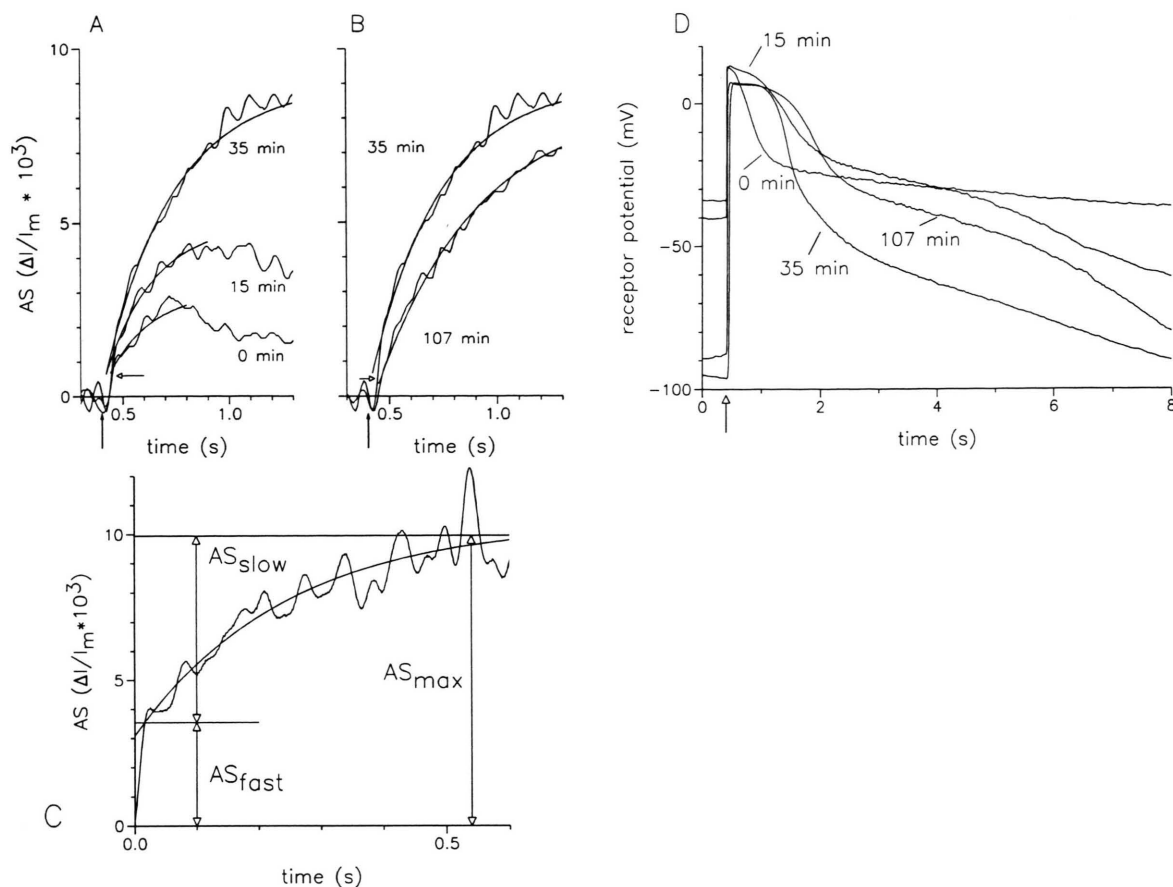 A
AS (ΔI/Iₘ * 10³)
10
5
0
35 min
15 min
0 min
0.5
1.0
time (s)
B
35 min
107 min
0.5
1.0
time (s)
C
AS (ΔI/Iₘ*10³)
10
5
0
AS_slow
AS_fast
AS_max
0.0
0.5
time (s)
D
receptor potential (mV)
0
-50
-100
15 min
0 min
107 min
35 min
0
2
4
6
8
time (s)